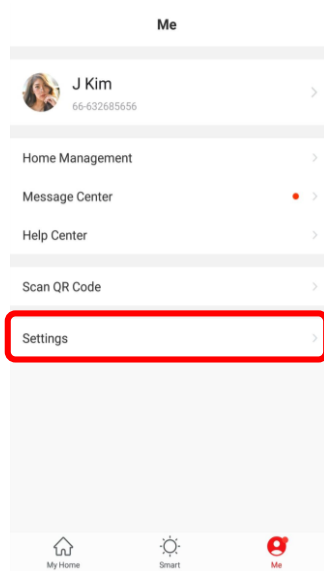 Me
J Kim
66-632685656
Home Management
Message Center
Help Center
Scan QR Code
Settings
My Home
Smart
Me